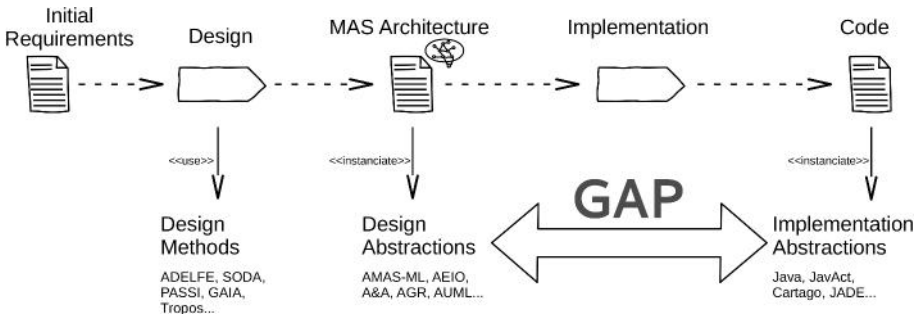 Initial
Requirements
Design
MAS Architecture
Implementation
Code
<<use>>
<<instanciate>>
<<instanciate>>
GAP
Design
Methods
ADELFE, SODA,
PASSI, GAIA,
Tropos...
Design
Abstractions
AMAS-ML, AEIO,
A&A, AGR, AUML...
Implementation
Abstractions
Java, JavAct,
Cartago, JADE...